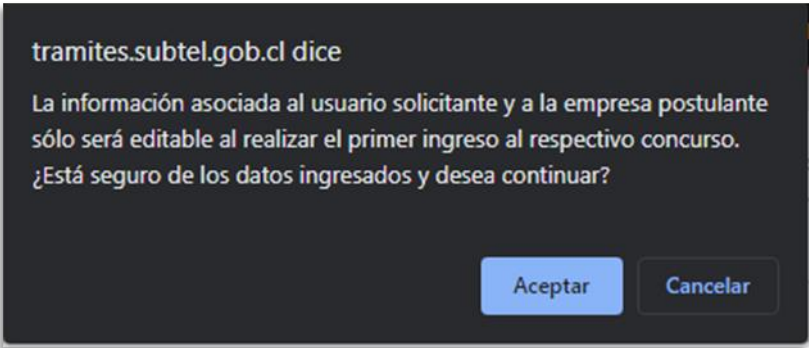 tramites.subtel.gob.cl dice
La información asociada al usuario solicitante y a la empresa postulante
sólo será editable al realizar el primer ingreso al respectivo concurso.
¿Está seguro de los datos ingresados y desea continuar?
Aceptar
Cancelar